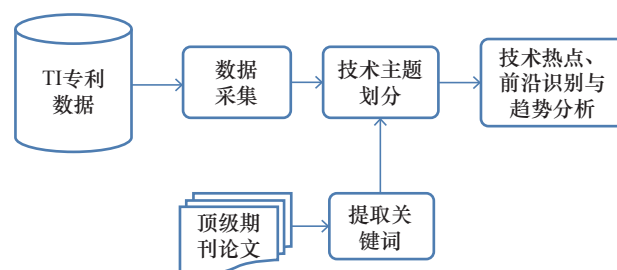 TI专利
数据
数据
采集
技术主题
划分
技术热点、
前沿识别与
趋势分析
顶级期
刊论文
提取关
键词